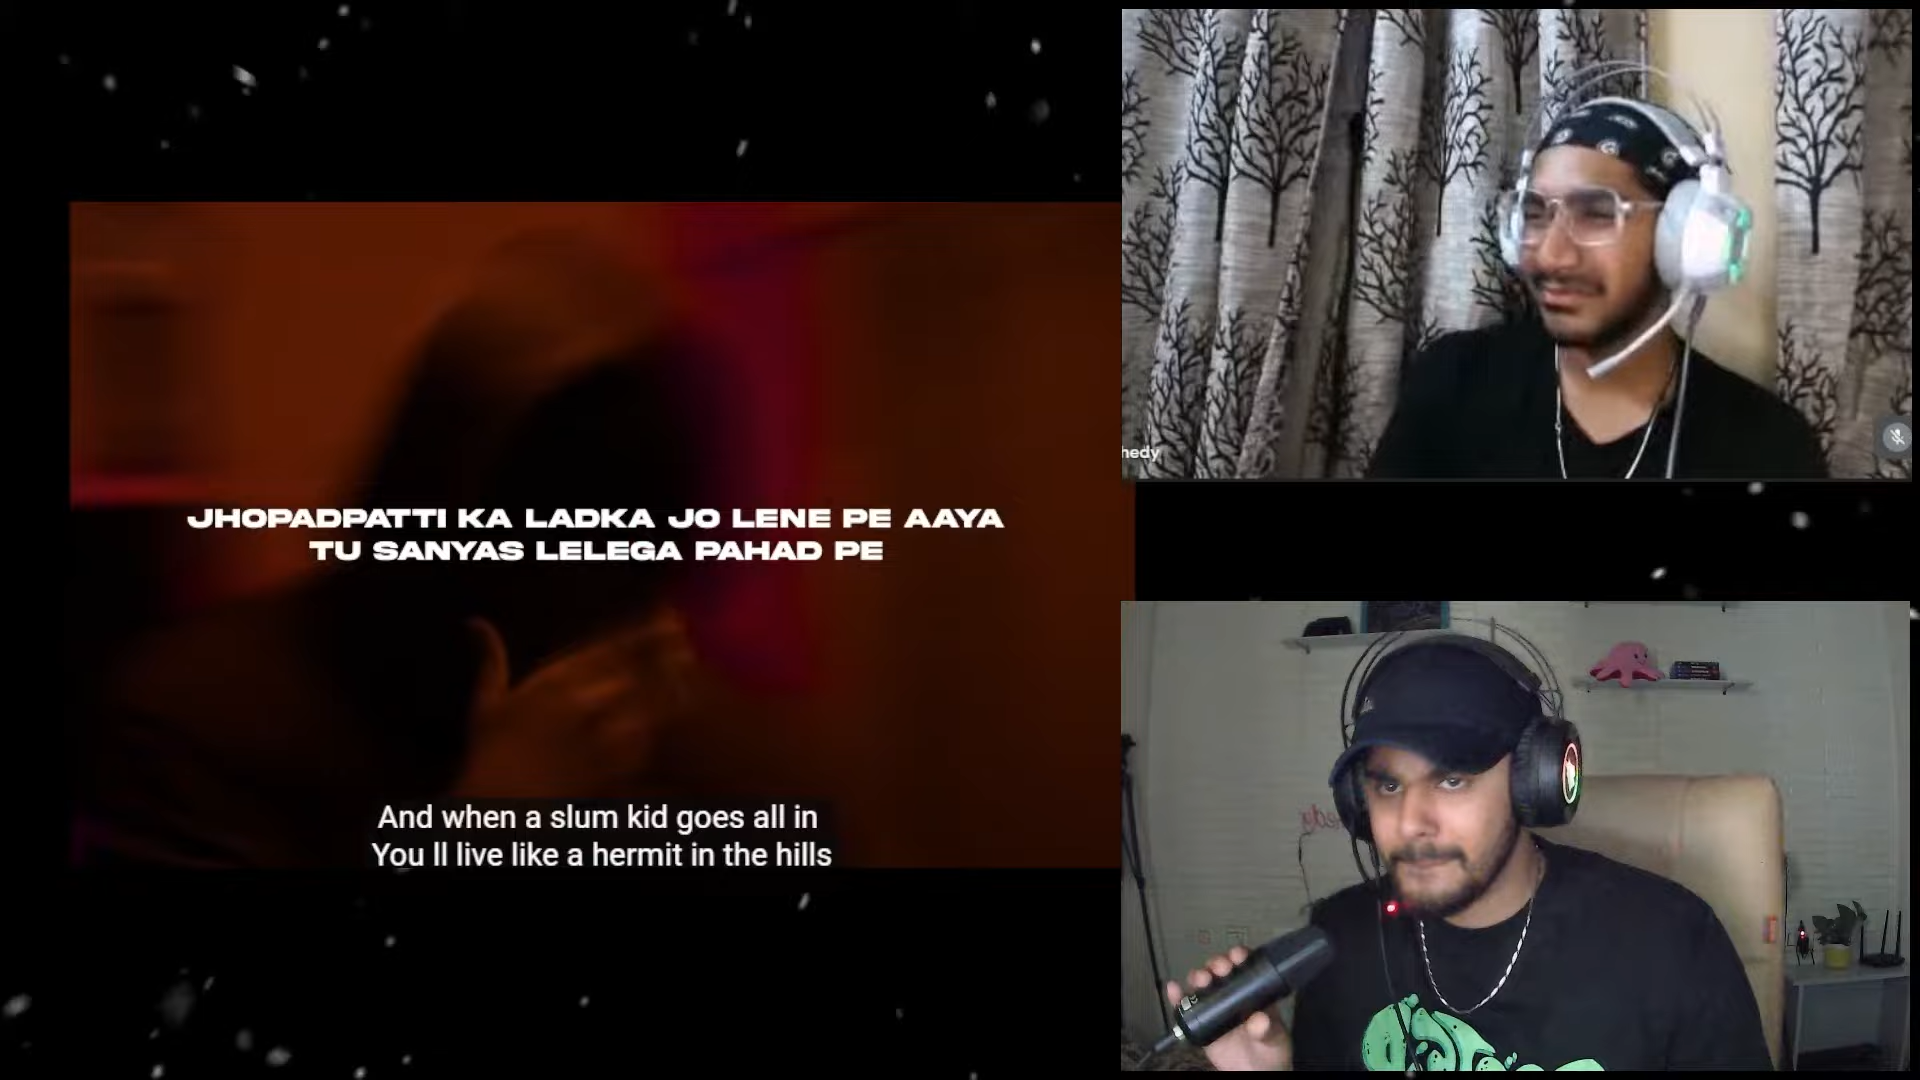 JHOPADPATTI KA LADKA JO LENE PE AAYA
TU SANYAS LELEGA PAHAD PE
And when a slum kid goes all in
You ll live like a hermit in the hills
hedy